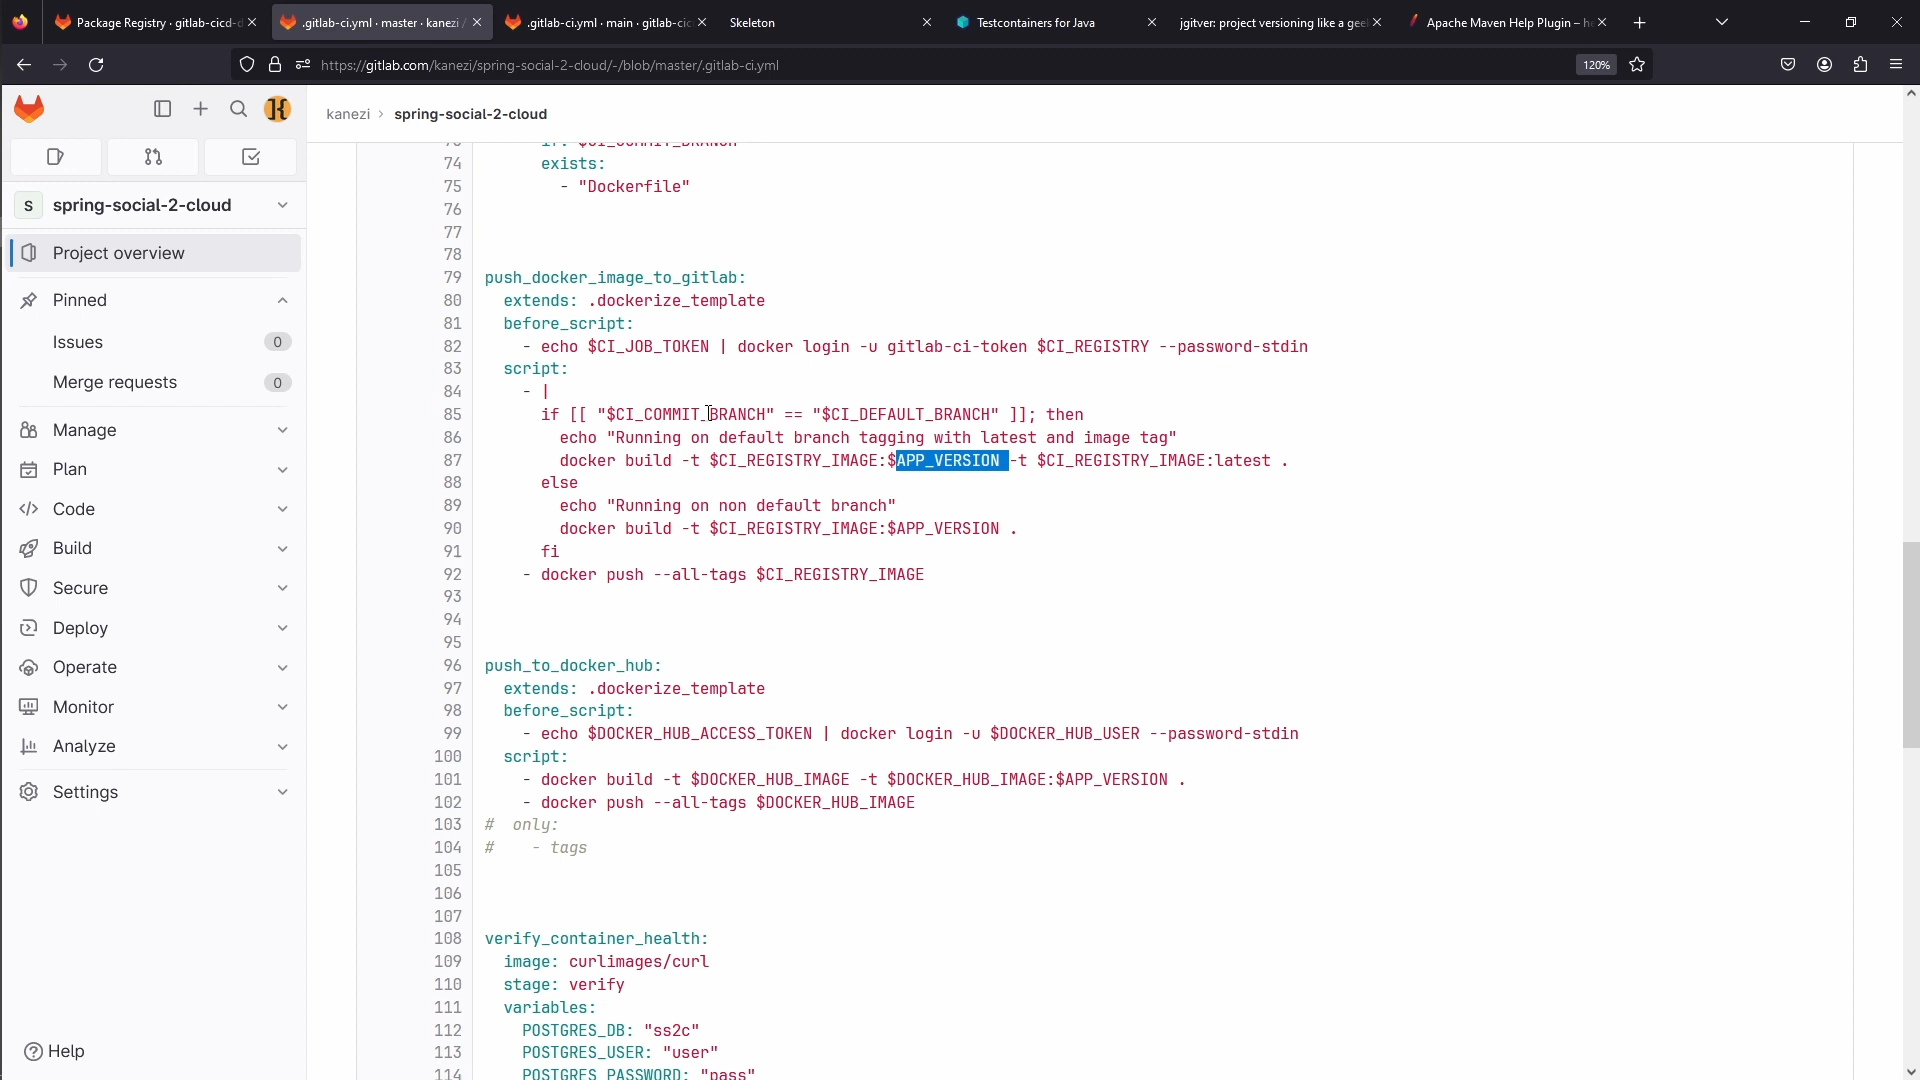 Package Registry · gitlab-cicd-d
.gitlab-ci.yml · master · kanezi /
.gitlab-ci.yml · main · gitlab-cic
Skeleton
Testcontainers for Java
jgitver: project versioning like a gee
Apache Maven Help Plugin – he
https://gitlab.com/kanezi/spring-social-2-cloud/-/blob/master/.gitlab-ci.yml
120%
kanezi › spring-social-2-cloud
S spring-social-2-cloud
Project overview
Pinned
Issues 0
Merge requests 0
Manage
Plan
Code
Build
Secure
Deploy
Operate
Monitor
Analyze
Settings
Help
74 exists:
75 - "Dockerfile"
76
77
78
79 push_docker_image_to_gitlab:
80 extends: .dockerize_template
81 before_script:
82 - echo $CI_JOB_TOKEN | docker login -u gitlab-ci-token $CI_REGISTRY --password-stdin
83 script:
84 - |
85 if [[ "$CI_COMMIT_BRANCH" == "$CI_DEFAULT_BRANCH" ]]; then
86 echo "Running on default branch tagging with latest and image tag"
87 docker build -t $CI_REGISTRY_IMAGE:$APP_VERSION -t $CI_REGISTRY_IMAGE:latest .
88 else
89 echo "Running on non default branch"
90 docker build -t $CI_REGISTRY_IMAGE:$APP_VERSION .
91 fi
92 - docker push --all-tags $CI_REGISTRY_IMAGE
93
94
95
96 push_to_docker_hub:
97 extends: .dockerize_template
98 before_script:
99 - echo $DOCKER_HUB_ACCESS_TOKEN | docker login -u $DOCKER_HUB_USER --password-stdin
100 script:
101 - docker build -t $DOCKER_HUB_IMAGE -t $DOCKER_HUB_IMAGE:$APP_VERSION .
102 - docker push --all-tags $DOCKER_HUB_IMAGE
103 # only:
104 # - tags
105
106
107
108 verify_container_health:
109 image: curlimages/curl
110 stage: verify
111 variables:
112 POSTGRES_DB: "ss2c"
113 POSTGRES_USER: "user"
114 POSTGRES_PASSWORD: "pass"